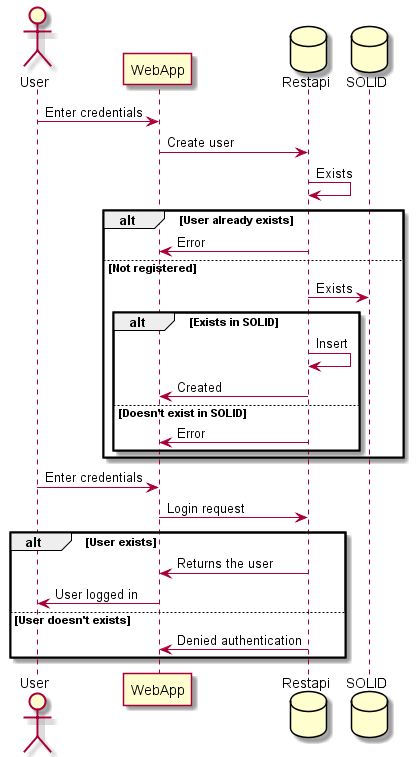 User
WebApp
Restapi
SOLID
Enter credentials
Create user
Exists
alt [User already exists]
Error
[Not registered]
Exists
alt [Exists in SOLID]
Insert
Created
[Doesn't exist in SOLID]
Error
Enter credentials
Login request
alt [User exists]
Returns the user
User logged in
[User doesn't exists]
Denied authentication
User
WebApp
Restapi
SOLID